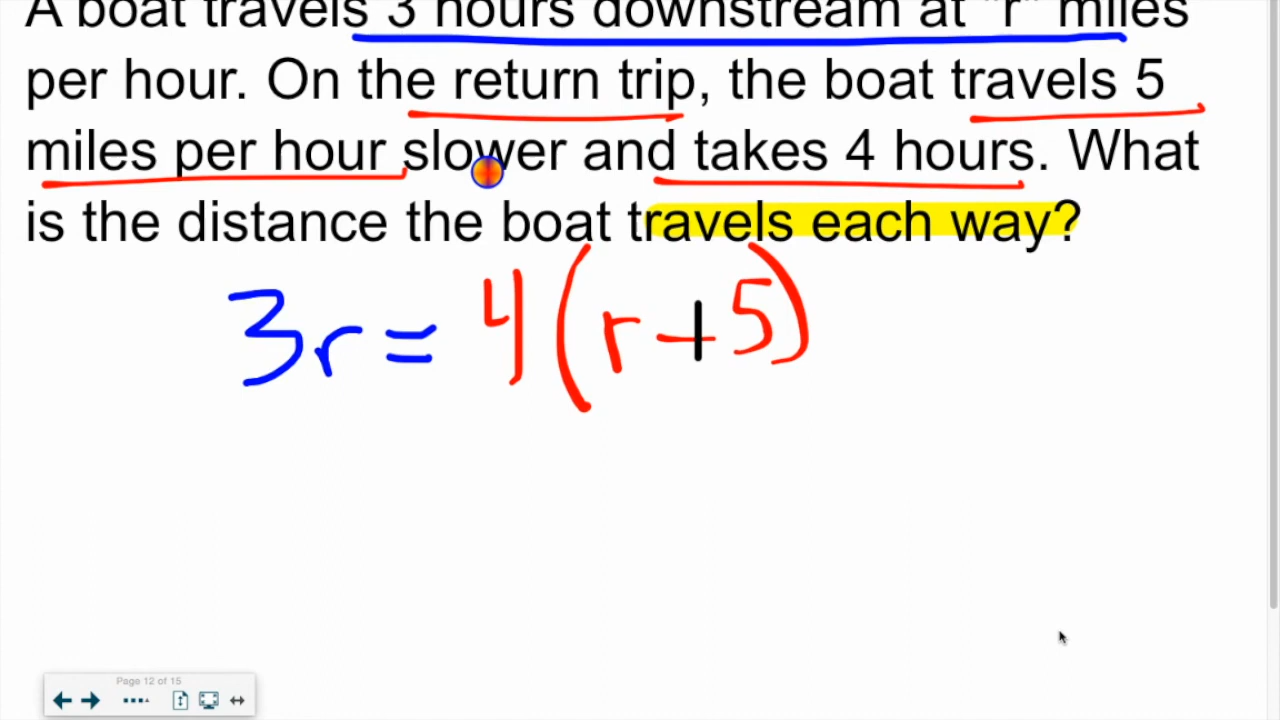 A boat travels 3 hours downstream at "r" miles
per hour. On the return trip, the boat travels 5
miles per hour slower and takes 4 hours. What
is the distance the boat travels each way?
3r = 4(r+5)
Page 12 of 15